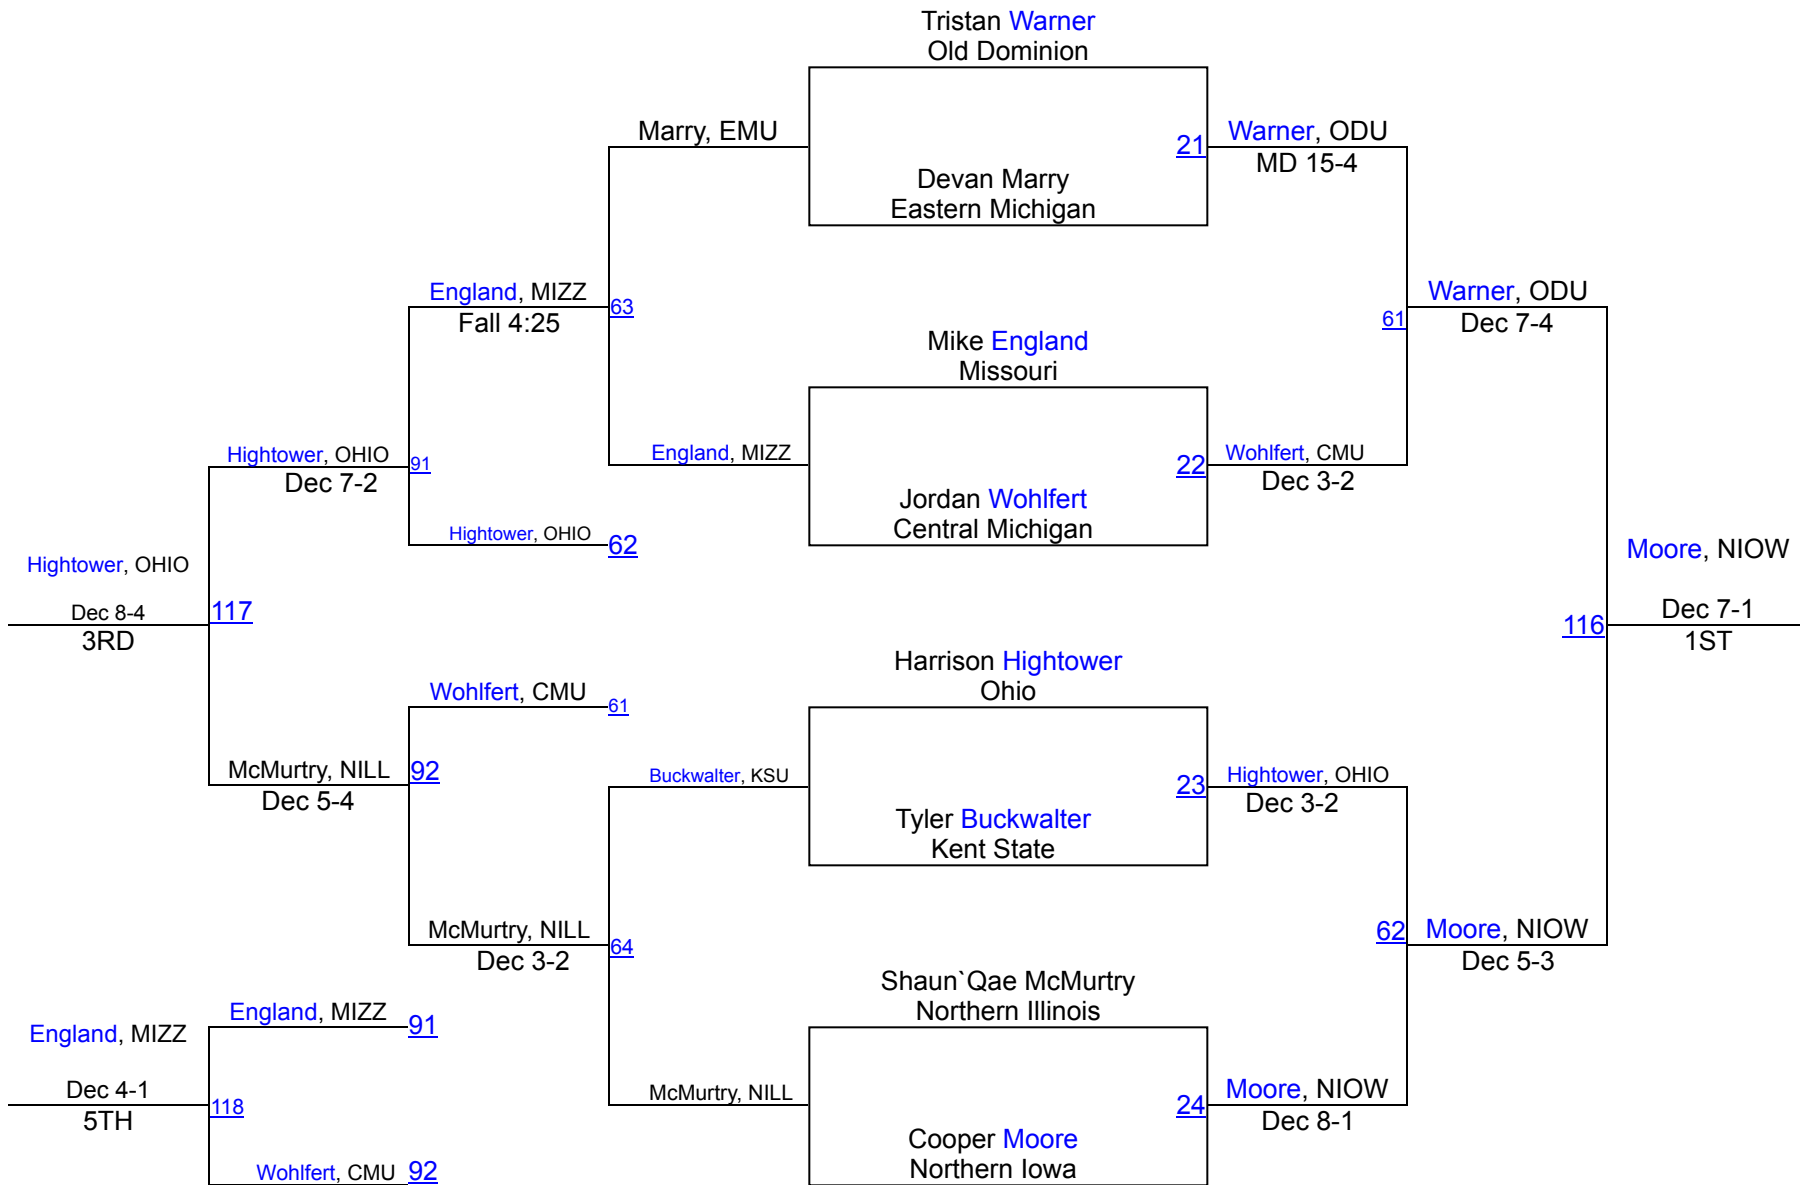 Tristan Warner
Old Dominion
Marry, EMU
21
Warner, ODU
MD 15-4
Devan Marry
Eastern Michigan
England, MIZZ
Fall 4:25
63
61
Warner, ODU
Dec 7-4
Mike England
Missouri
Hightower, OHIO
Dec 7-2
91
England, MIZZ
22
Wohlfert, CMU
Dec 3-2
Jordan Wohlfert
Central Michigan
Hightower, OHIO
62
Hightower, OHIO
Dec 8-4
3RD
117
Moore, NIOW
116
Dec 7-1
1ST
Harrison Hightower
Ohio
Wohlfert, CMU
61
McMurtry, NILL
Dec 5-4
92
Buckwalter, KSU
23
Hightower, OHIO
Dec 3-2
Tyler Buckwalter
Kent State
McMurtry, NILL
Dec 3-2
64
62
Moore, NIOW
Dec 5-3
Shaun`Qae McMurtry
Northern Illinois
England, MIZZ
Dec 4-1
5TH
England, MIZZ
91
118
McMurtry, NILL
24
Moore, NIOW
Dec 8-1
Cooper Moore
Northern Iowa
Wohlfert, CMU
92